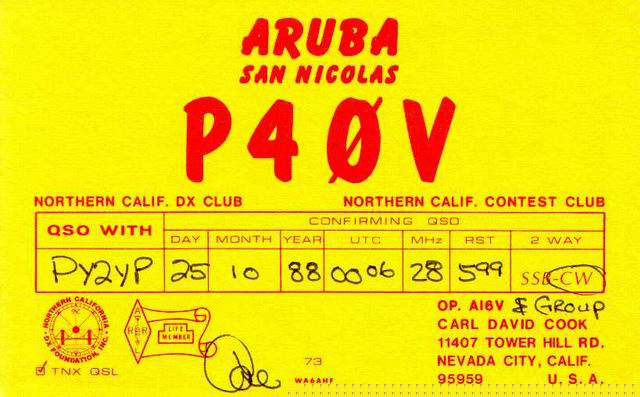 ARUBA
SAN NICOLAS
P4ØV
NORTHERN CALIF. DX CLUB NORTHERN CALIF. CONTEST CLUB
QSO WITH CONFIRMING QSO
DAY MONTH YEAR UTC MHz RST 2 WAY
PY2YP 25 10 88 0006 28 599 SSB-CW
NORTHERN CALIFORNIA DX FOUNDATION, INC.
ARRL
LIFE MEMBER
OP. AI6V & GROUP
CARL DAVID COOK
11407 TOWER HILL RD.
NEVADA CITY, CALIF.
95959 U. S. A.
☑ TNX QSL
73
WA6AHF